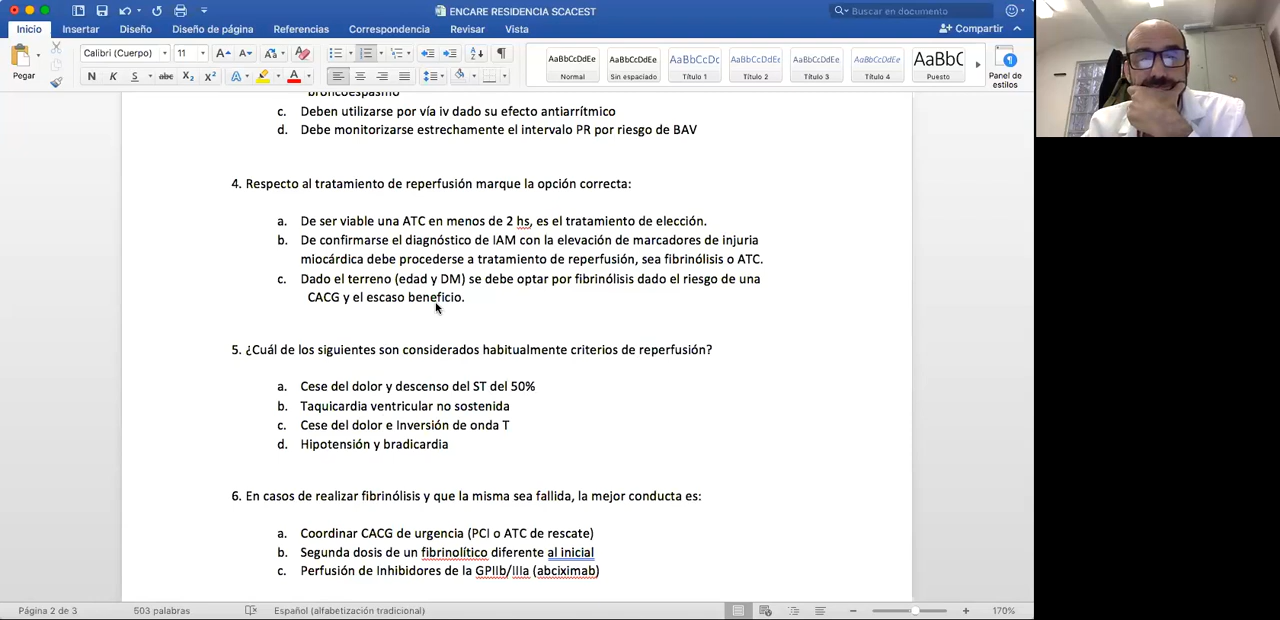 ENCARE RESIDENCIA SCACEST
Buscar en documento
Inicio Insertar Diseño Diseño de página Referencias Correspondencia Revisar Vista Compartir
Pegar
Calibri (Cuerpo) 11
N K S abc X₂ X² A A
AaBbCcDdEe AaBbCcDdEe AaBbCcDc AaBbCcDdEe AaBbCcDdEe AaBbCcDdEe AaBbC
Normal Sin espaciado Título 1 Título 2 Título 3 Título 4 Puesto
Panel de
estilos
broncoespasmo
c. Deben utilizarse por vía iv dado su efecto antiarrítmico
d. Debe monitorizarse estrechamente el intervalo PR por riesgo de BAV
4. Respecto al tratamiento de reperfusión marque la opción correcta:
a. De ser viable una ATC en menos de 2 hs, es el tratamiento de elección.
b. De confirmarse el diagnóstico de IAM con la elevación de marcadores de injuria
miocárdica debe procederse a tratamiento de reperfusión, sea fibrinólisis o ATC.
c. Dado el terreno (edad y DM) se debe optar por fibrinólisis dado el riesgo de una
CACG y el escaso beneficio.
5. ¿Cuál de los siguientes son considerados habitualmente criterios de reperfusión?
a. Cese del dolor y descenso del ST del 50%
b. Taquicardia ventricular no sostenida
c. Cese del dolor e Inversión de onda T
d. Hipotensión y bradicardia
6. En casos de realizar fibrinólisis y que la misma sea fallida, la mejor conducta es:
a. Coordinar CACG de urgencia (PCI o ATC de rescate)
b. Segunda dosis de un fibrinolítico diferente al inicial
c. Perfusión de Inhibidores de la GPIIb/IIIa (abciximab)
Página 2 de 3 503 palabras Español (alfabetización tradicional) 170%